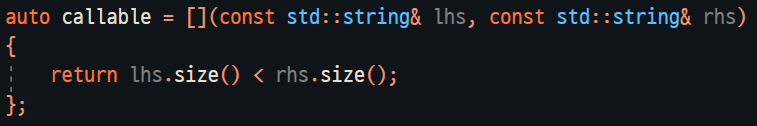 auto callable = [](const std::string& lhs, const std::string& rhs)
{
    return lhs.size() < rhs.size();
};